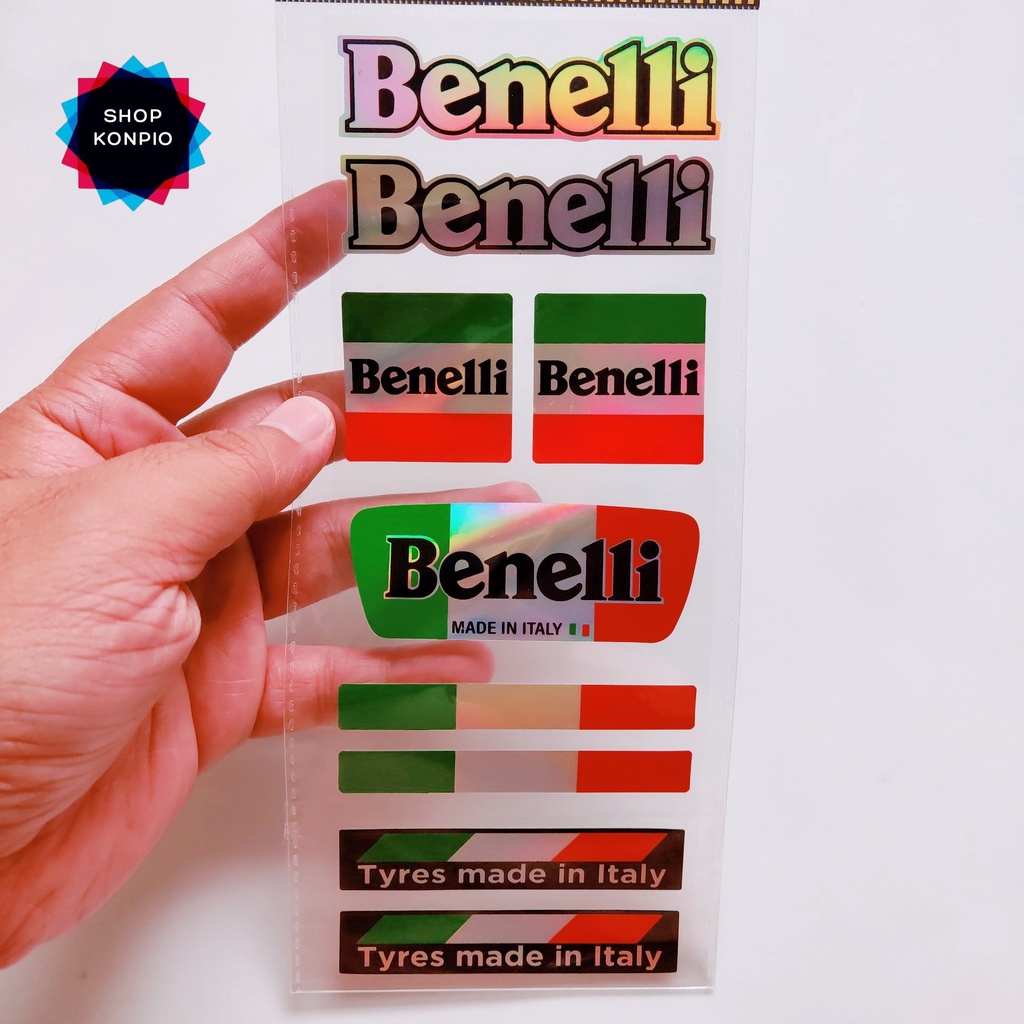 SHOP
KONPIO
Benelli
Benelli
Benelli
Benelli
Benelli
MADE IN ITALY
Tyres made in Italy
Tyres made in Italy